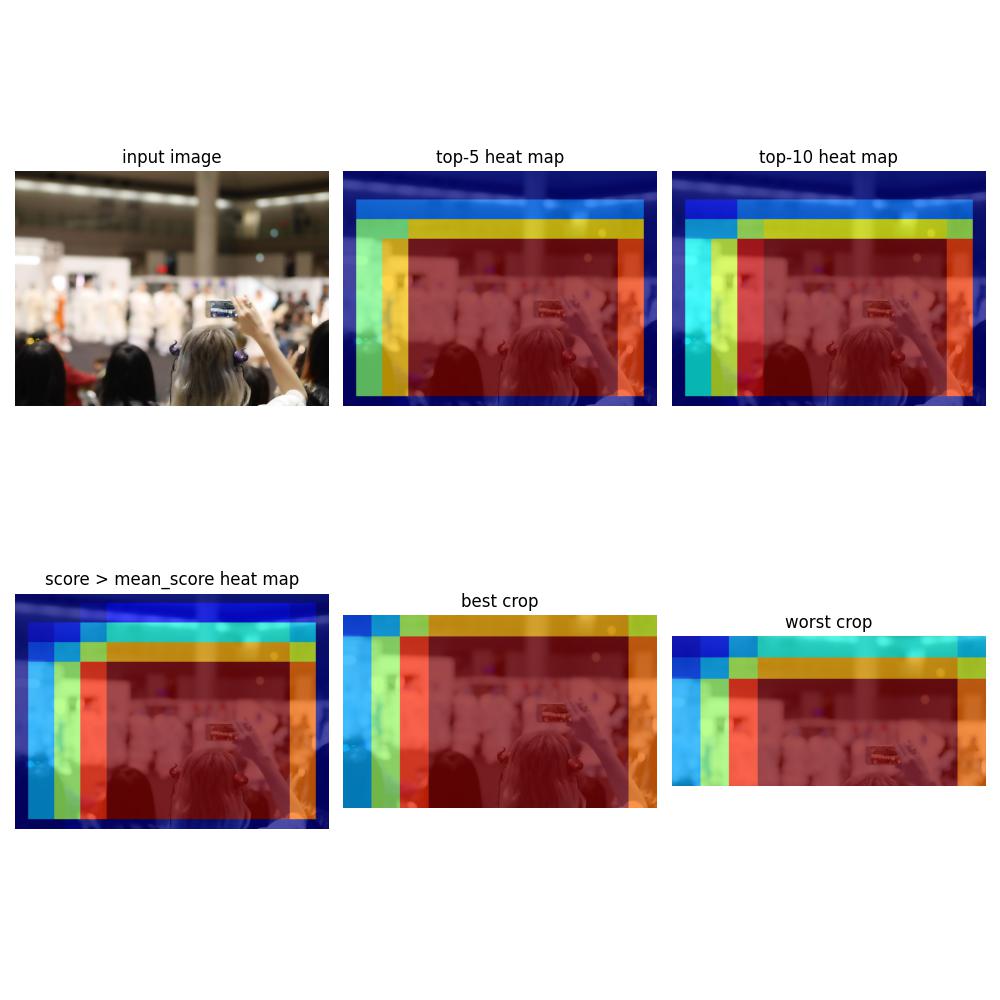 input image
top-5 heat map
top-10 heat map
score > mean_score heat map
best crop
worst crop